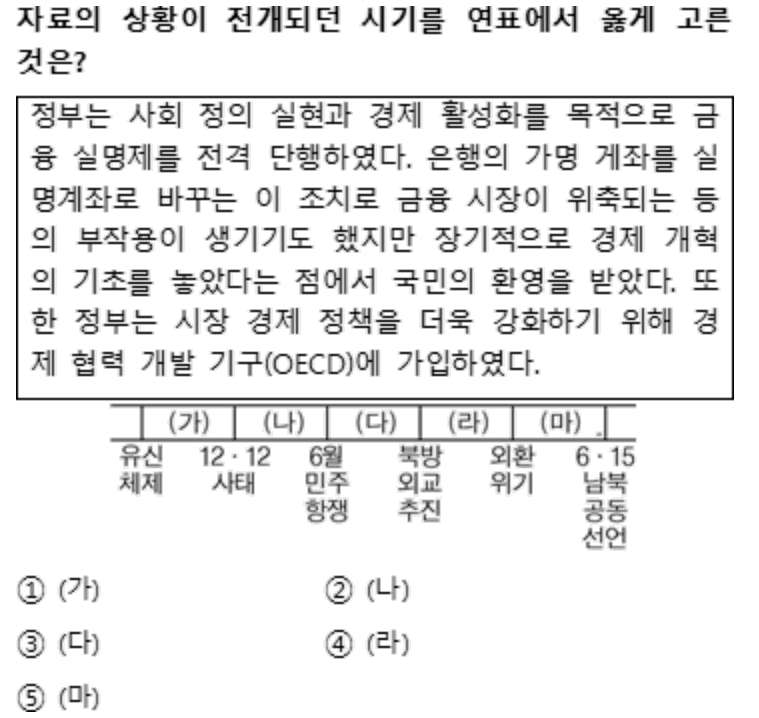 자료의 상황이 전개되던 시기를 연표에서 옳게 고른
것은?
정부는 사회 정의 실현과 경제 활성화를 목적으로 금
융 실명제를 전격 단행하였다. 은행의 가명 계좌를 실
명계좌로 바꾸는 이 조치로 금융 시장이 위축되는 등
의 부작용이 생기기도 했지만 장기적으로 경제 개혁
의 기초를 놓았다는 점에서 국민의 환영을 받았다. 또
한 정부는 시장 경제 정책을 더욱 강화하기 위해 경
제 협력 개발 기구(OECD)에 가입하였다.
(가) (나) (다) (라) (마)
유신 12 · 12 6월 북방 외환 6 · 15
체제 사태 민주 외교 위기 남북
항쟁 추진 공동
선언
① (가) ② (나)
③ (다) ④ (라)
⑤ (마)